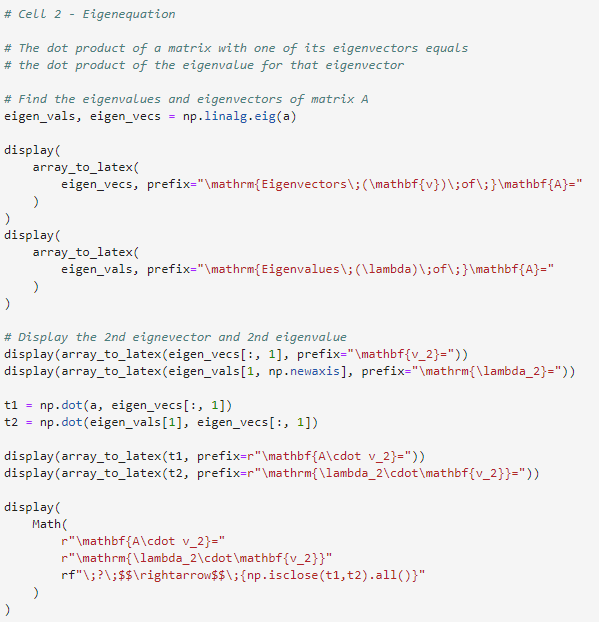 # Cell 2 - Eigenequation
# The dot product of a matrix with one of its eigenvectors equals
# the dot product of the eigenvalue for that eigenvector
# Find the eigenvalues and eigenvectors of matrix A
eigen_vals, eigen_vecs = np.linalg.eig(a)
display(
    array_to_latex(
        eigen_vecs, prefix="\mathrm{Eigenvectors\;(\mathbf{v})\;of\;}\mathbf{A}="
    )
)
display(
    array_to_latex(
        eigen_vals, prefix="\mathrm{Eigenvalues\;(\lambda)\;of\;}\mathbf{A}="
    )
)
# Display the 2nd eignevector and 2nd eigenvalue
display(array_to_latex(eigen_vecs[:, 1], prefix="\mathbf{v_2}="))
display(array_to_latex(eigen_vals[1, np.newaxis], prefix="\mathrm{\lambda_2}="))
t1 = np.dot(a, eigen_vecs[:, 1])
t2 = np.dot(eigen_vals[1], eigen_vecs[:, 1])
display(array_to_latex(t1, prefix=r"\mathbf{A\cdot v_2}="))
display(array_to_latex(t2, prefix=r"\mathrm{\lambda_2\cdot\mathbf{v_2}}="))
display(
    Math(
        r"\mathbf{A\cdot v_2}="
        r"\mathrm{\lambda_2\cdot\mathbf{v_2}}"
        rf"\;?\;$$\rightarrow$$\;{np.isclose(t1,t2).all()}"
    )
)